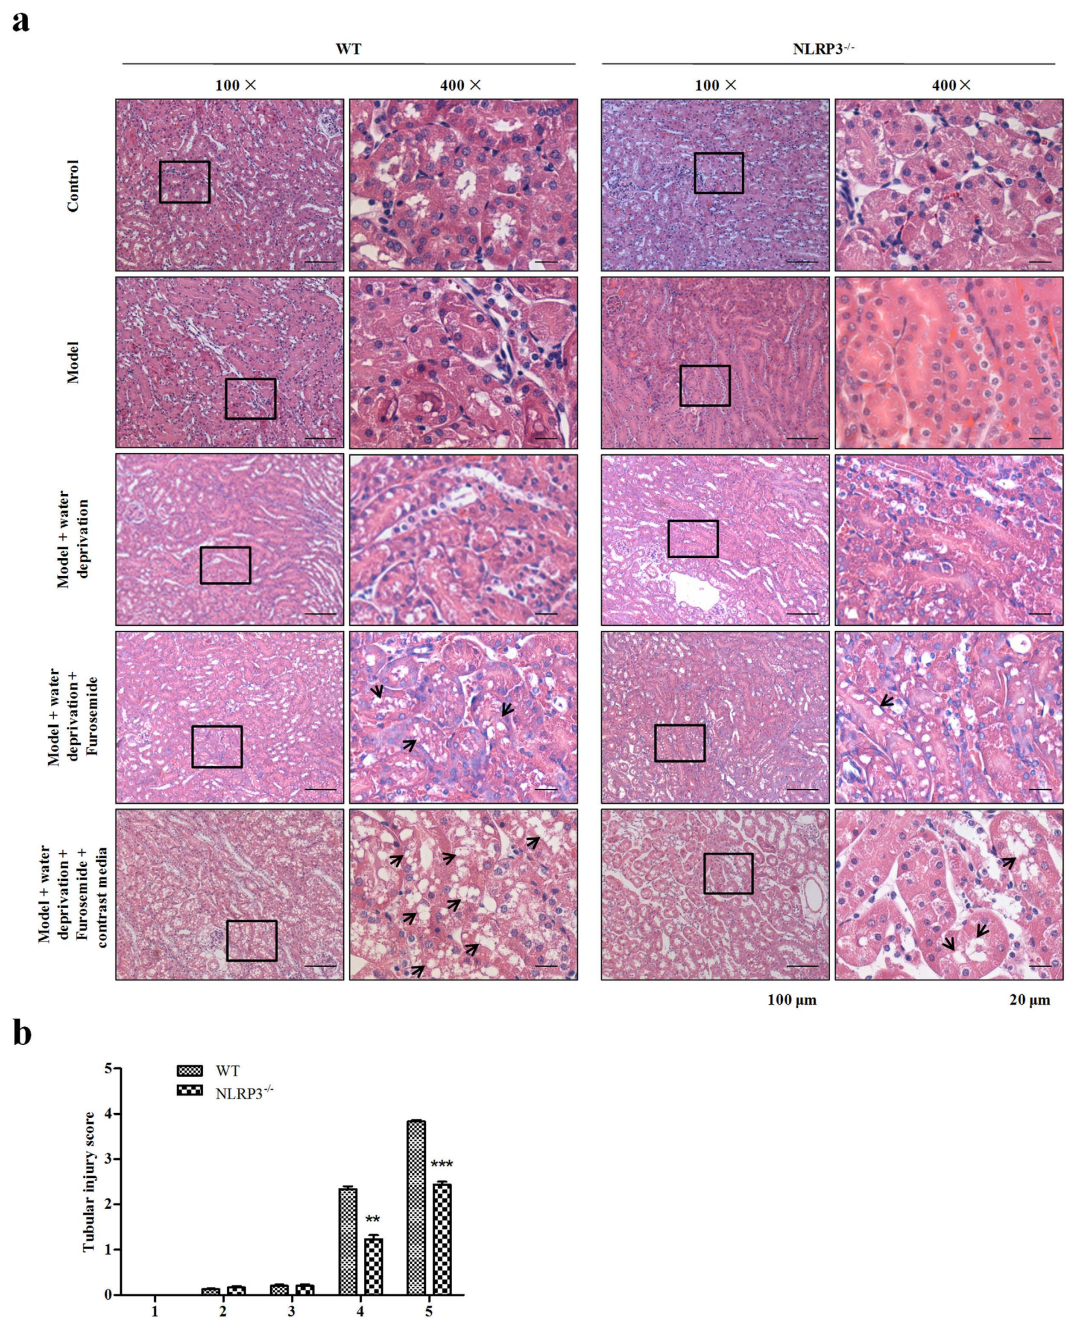 a
WT
NLRP3-/-
100 ×
400 ×
100 ×
400 ×
Control
Model
Model + water
deprivation
Model + water
deprivation +
Furosemide
Model + water
deprivation +
Furosemide +
contrast media
100 µm
20 µm
b
WT
NLRP3-/-
Tubular injury score
5
4
3
2
1
0
**
***
1
2
3
4
5